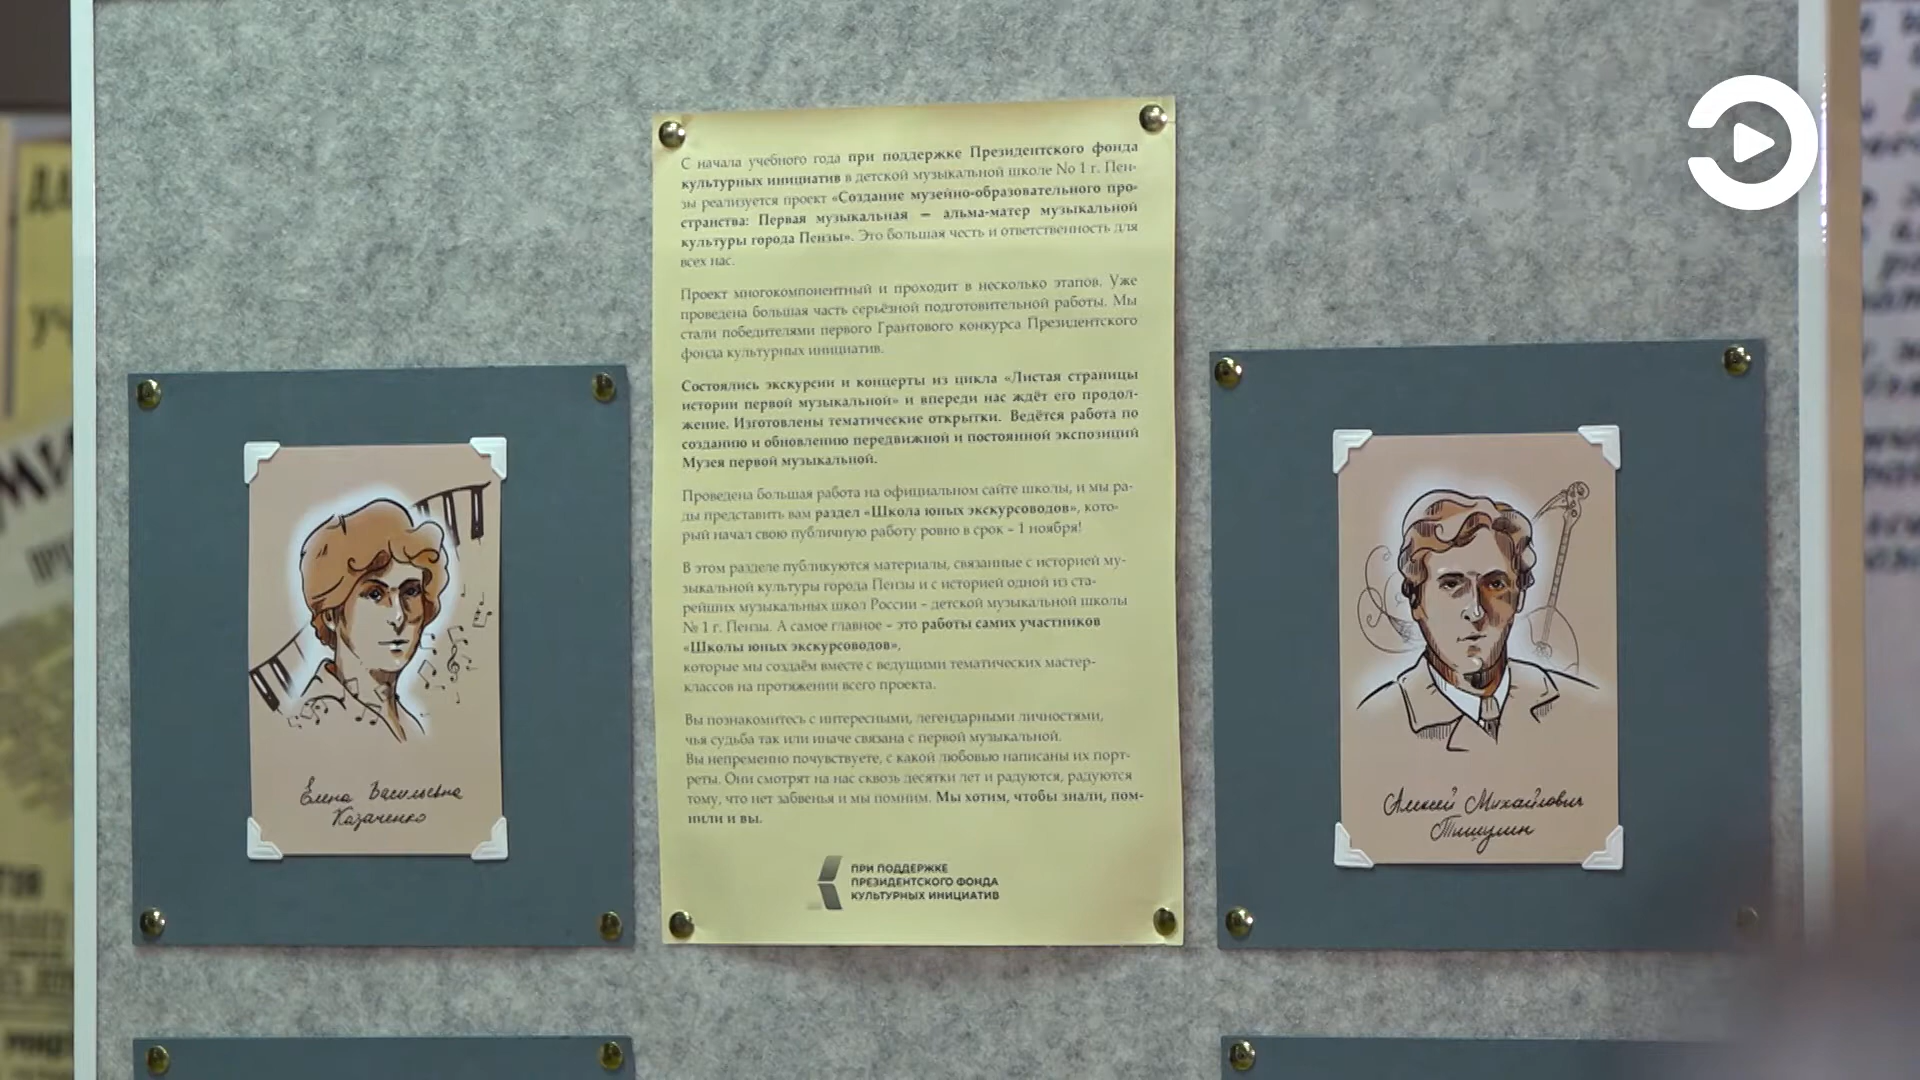 С начала учебного года при поддержке Президентского фонда
культурных инициатив в детской музыкальной школе No 1 г. Пен-
зы реализуется проект «Создание музейно-образовательного про-
странства: Первая музыкальная — альма-матер музыкальной
культуры города Пензы». Это большая честь и ответственность для
всех нас.
Проект многокомпонентный и проходит в несколько этапов. Уже
проведена большая часть серьёзной подготовительной работы. Мы
стали победителями первого Грантового конкурса Президентского
фонда культурных инициатив.
Состоялись экскурсии и концерты из цикла «Листая страницы
истории первой музыкальной» и впереди нас ждёт его продол-
жение. Изготовлены тематические открытки. Ведётся работа по
созданию и обновлению передвижной и постоянной экспозиций
Музея первой музыкальной.
Проведена большая работа на официальном сайте школы, и мы ра-
ды представить вам раздел «Школа юных экскурсоводов», кото-
рый начал свою публичную работу ровно в срок – 1 ноября!
В этом разделе публикуются материалы, связанные с историей му-
зыкальной культуры города Пензы и с историей одной из ста-
рейших музыкальных школ России – детской музыкальной школы
№ 1 г. Пензы. А самое главное – это работы самих участников
«Школы юных экскурсоводов»,
которые мы создаём вместе с ведущими тематических мастер-
классов на протяжении всего проекта.
Вы познакомитесь с интересными, легендарными личностями,
чья судьба так или иначе связана с первой музыкальной.
Вы непременно почувствуете, с какой любовью написаны их порт-
реты. Они смотрят на нас сквозь десятки лет и радуются, радуются
тому, что нет забвенья и мы помним. Мы хотим, чтобы знали, пом-
нили и вы.
ПРИ ПОДДЕРЖКЕ
ПРЕЗИДЕНТСКОГО ФОНДА
КУЛЬТУРНЫХ ИНИЦИАТИВ
Елена Васильевна
Казаченко
Алексей Михайлович
Тишулин